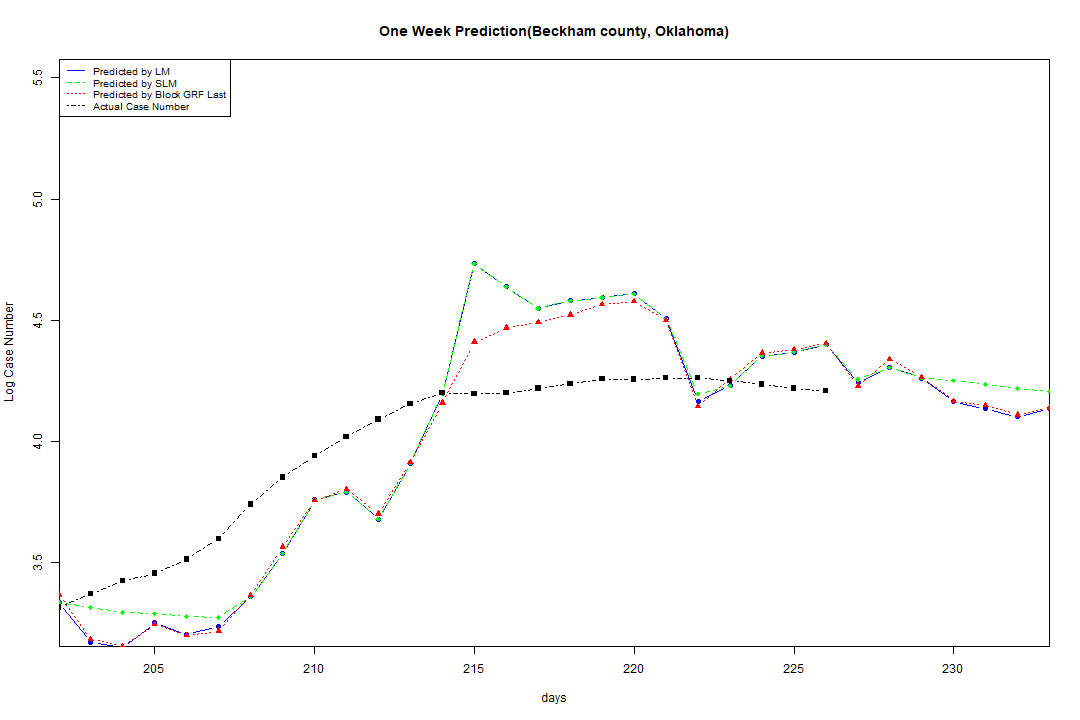 One Week Prediction(Beckham county, Oklahoma)
Predicted by LM
Predicted by SLM
Predicted by Block GRF Last
Actual Case Number
5.5
5.0
4.5
4.0
3.5
Log Case Number
205 210 215 220 225 230
days